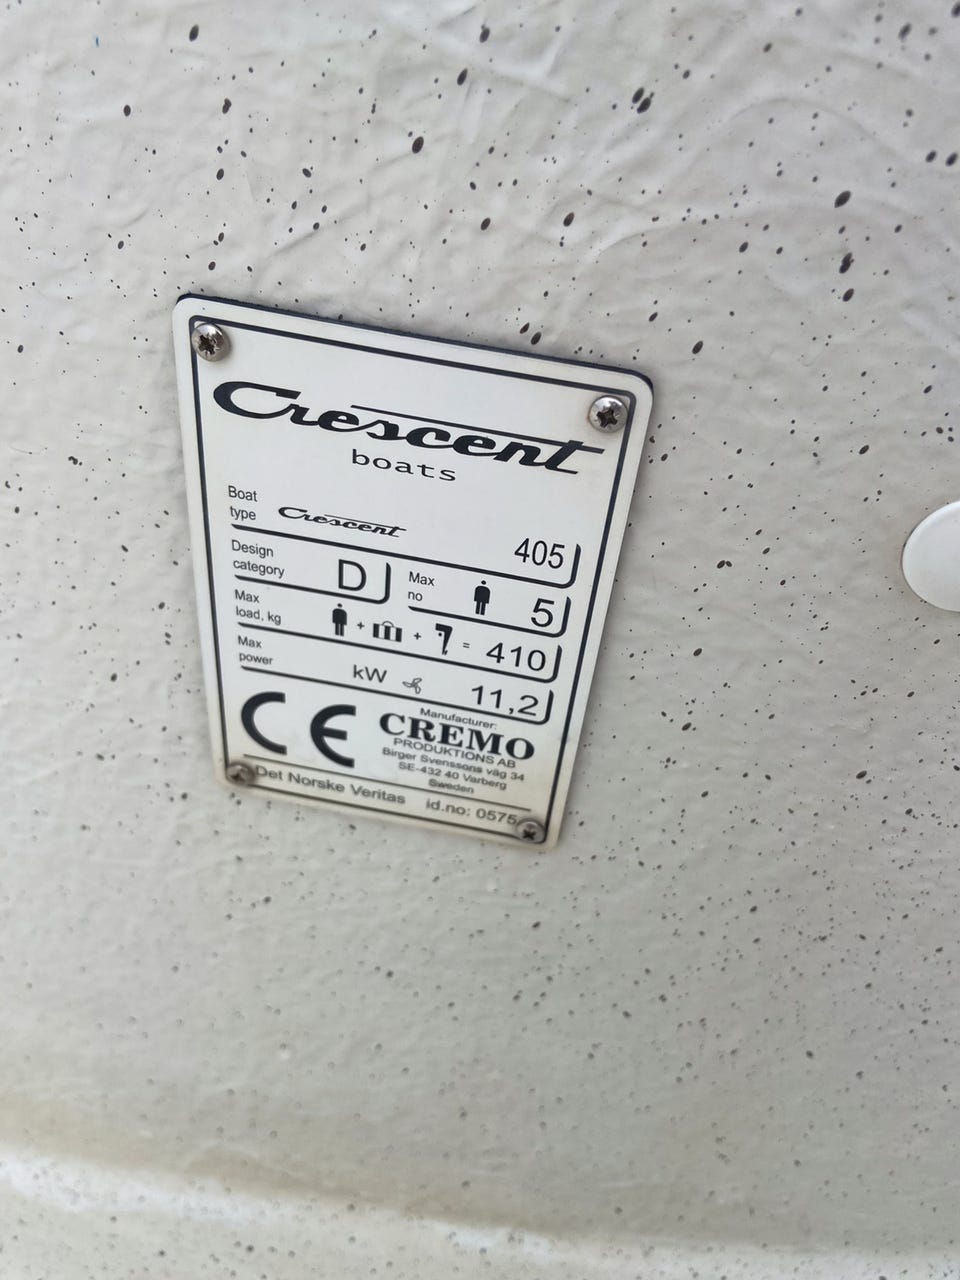 Crescent
boats
Boat
type Crescent 405
Design
category D Max
no 5
Max
load, kg + + = 410
Max
power kW 11,2
CE Manufacturer:
CREMO
PRODUKTIONS AB
Birger Svenssons väg 34
SE-432 40 Varberg
Sweden
Det Norske Veritas id.no: 0575